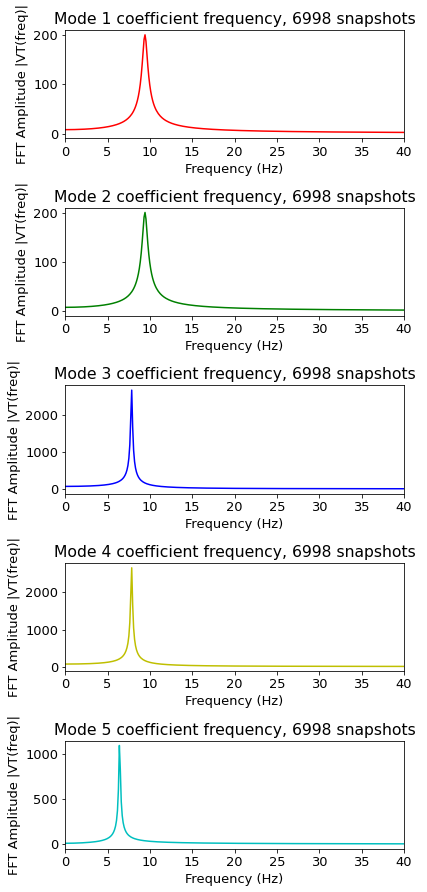 Mode 1 coefficient frequency, 6998 snapshots
FFT Amplitude |VT(freq)|
200
100
0
0 5 10 15 20 25 30 35 40
Frequency (Hz)
Mode 2 coefficient frequency, 6998 snapshots
FFT Amplitude |VT(freq)|
200
100
0
0 5 10 15 20 25 30 35 40
Frequency (Hz)
Mode 3 coefficient frequency, 6998 snapshots
FFT Amplitude |VT(freq)|
2000
1000
0
0 5 10 15 20 25 30 35 40
Frequency (Hz)
Mode 4 coefficient frequency, 6998 snapshots
FFT Amplitude |VT(freq)|
2000
1000
0
0 5 10 15 20 25 30 35 40
Frequency (Hz)
Mode 5 coefficient frequency, 6998 snapshots
FFT Amplitude |VT(freq)|
1000
500
0
0 5 10 15 20 25 30 35 40
Frequency (Hz)